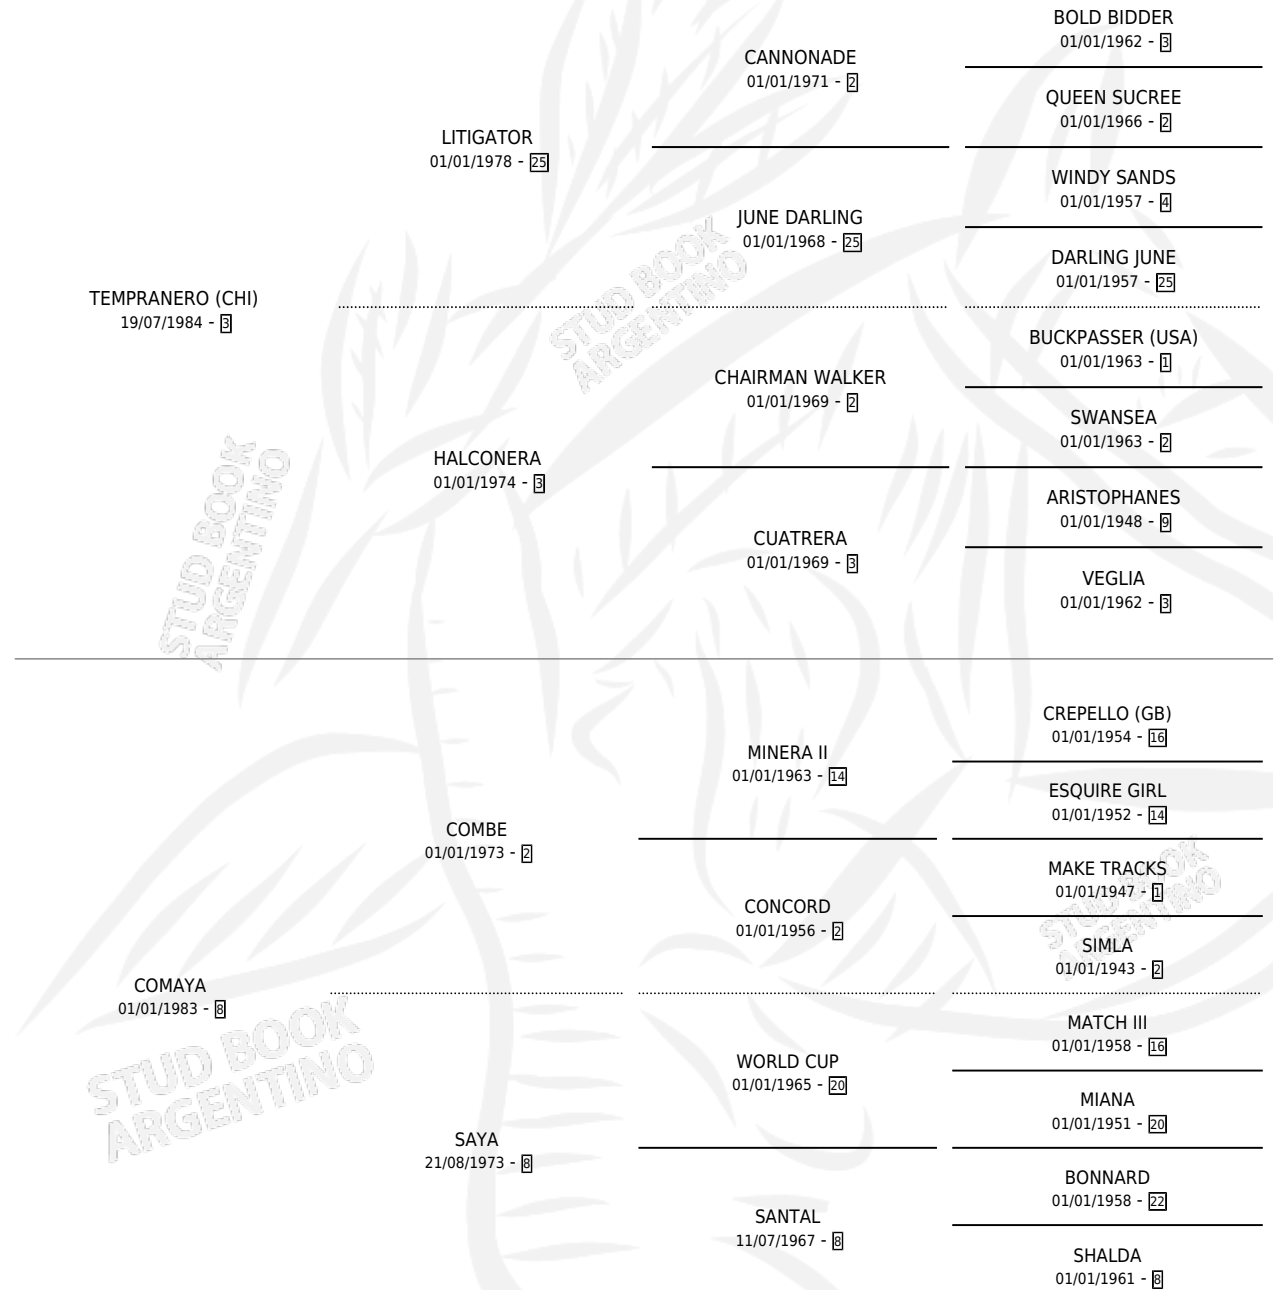 BOLD BIDDER
01/01/1962 - 3
CANNONADE
01/01/1971 - 2
QUEEN SUCREE
01/01/1966 - 2
LITIGATOR
01/01/1978 - 25
WINDY SANDS
01/01/1957 - 4
JUNE DARLING
01/01/1968 - 25
DARLING JUNE
01/01/1957 - 25
TEMPRANERO (CHI)
19/07/1984 - 3
BUCKPASSER (USA)
01/01/1963 - 1
CHAIRMAN WALKER
01/01/1969 - 2
SWANSEA
01/01/1963 - 2
HALCONERA
01/01/1974 - 3
ARISTOPHANES
01/01/1948 - 9
CUATRERA
01/01/1969 - 3
VEGLIA
01/01/1962 - 3
STUD BOOK
ARGENTINO
STUD BOOK
ARGENTINO
CREPELLO (GB)
01/01/1954 - 16
MINERA II
01/01/1963 - 14
ESQUIRE GIRL
01/01/1952 - 14
COMBE
01/01/1973 - 2
MAKE TRACKS
01/01/1947 - 1
CONCORD
01/01/1956 - 2
SIMLA
01/01/1943 - 2
COMAYA
01/01/1983 - 8
MATCH III
01/01/1958 - 16
WORLD CUP
01/01/1965 - 20
MIANA
01/01/1951 - 20
SAYA
21/08/1973 - 8
BONNARD
01/01/1958 - 22
SANTAL
11/07/1967 - 8
SHALDA
01/01/1961 - 8
STUD BOOK
ARGENTINO
STUD BOOK
ARGENTINO